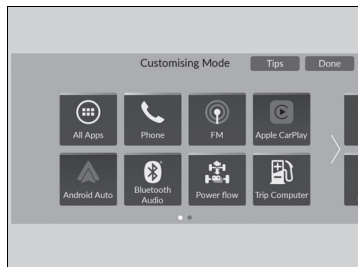 Customising Mode
Tips
Done
All Apps
Phone
FM
Apple CarPlay
Android Auto
Bluetooth
Audio
Power flow
Trip Computer